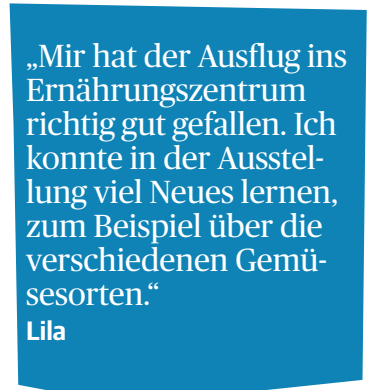 „Mir hat der Ausflug ins
Ernährungszentrum
richtig gut gefallen. Ich
konnte in der Ausstel-
lung viel Neues lernen,
zum Beispiel über die
verschiedenen Gemü-
sesorten.“
Lila